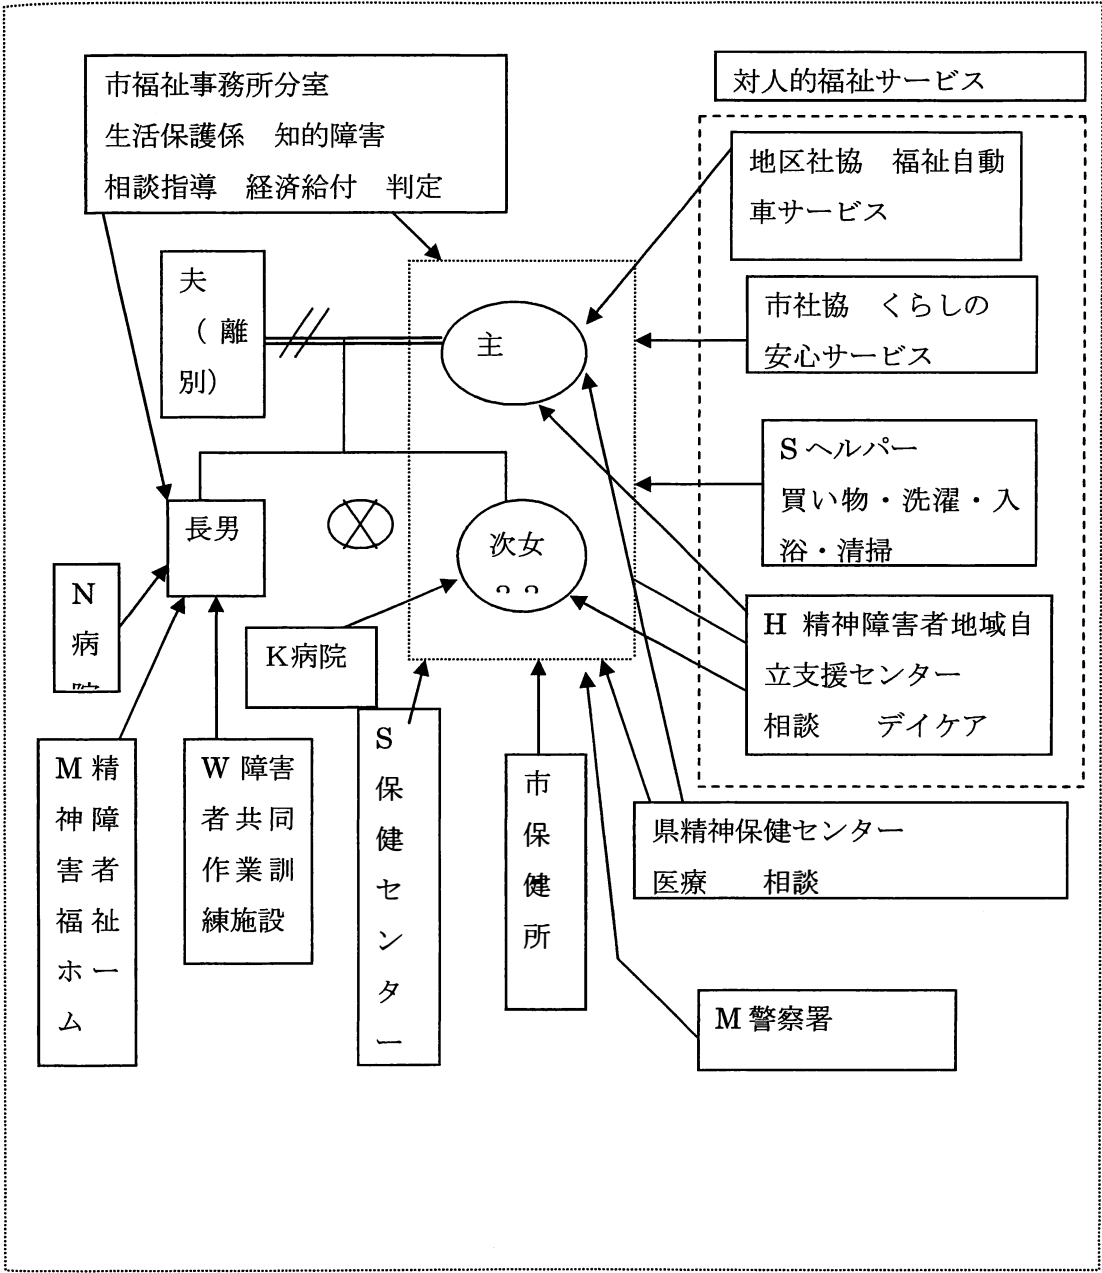 市福祉事務所分室
生活保護係　知的障害
相談指導　経済給付　判定
対人的福祉サービス
地区社協　福祉自動
車サービス
市社協　くらしの
安心サービス
Sヘルパー
買い物・洗濯・入
浴・清掃
H 精神障害者地域自
立支援センター
相談　　デイケア
夫
（離
別）
主
長男
次女
N
病
K病院
M精
神障
害者
福祉
ホー
ム
W障害
者共同
作業訓
練施設
S
保
健
セ
ン
タ
ー
市
保
健
所
県精神保健センター
医療　　相談
M警察署